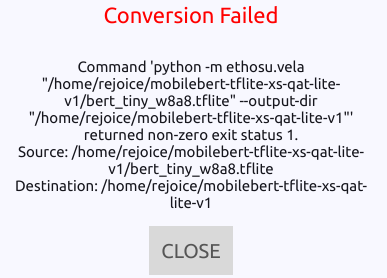 Conversion Failed
Command 'python -m ethosu.vela
"/home/rejoice/mobilebert-tflite-xs-qat-lite-
v1/bert_tiny_w8a8.tflite" --output-dir
"/home/rejoice/mobilebert-tflite-xs-qat-lite-v1"'
returned non-zero exit status 1.
Source: /home/rejoice/mobilebert-tflite-xs-qat-lite-
v1/bert_tiny_w8a8.tflite
Destination: /home/rejoice/mobilebert-tflite-xs-qat-
lite-v1
CLOSE